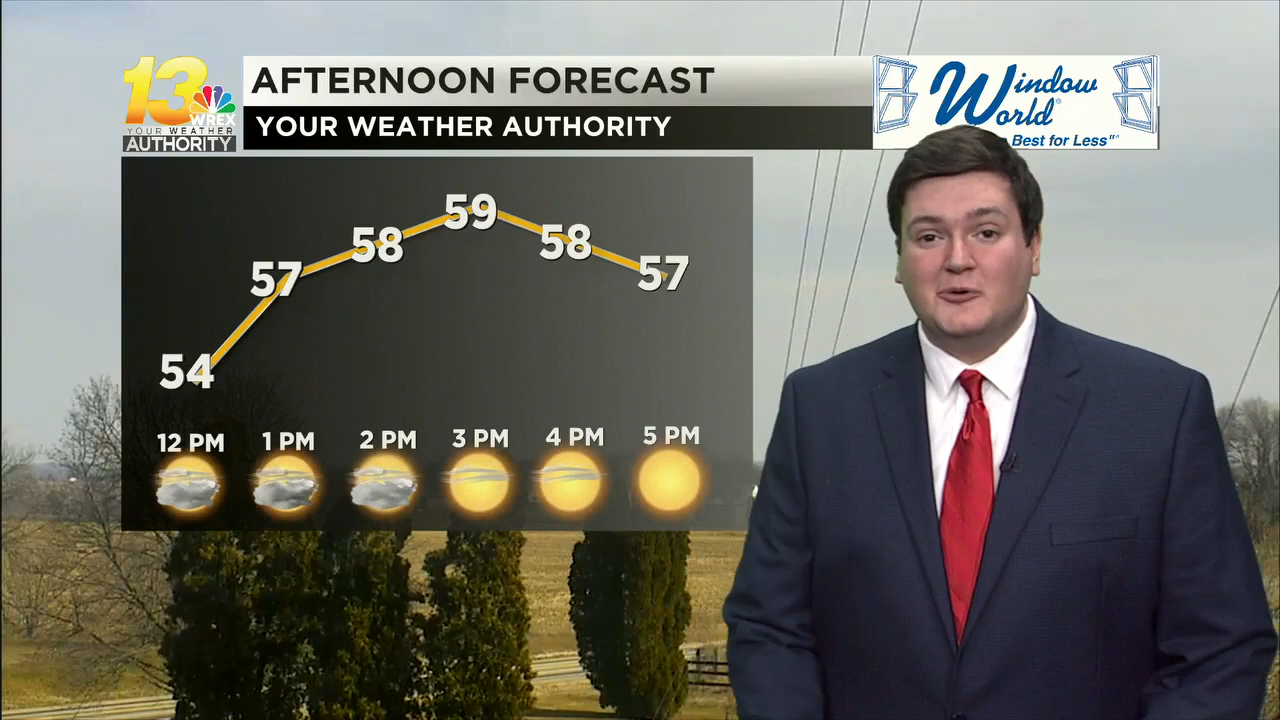 13
WREX
YOUR WEATHER
AUTHORITY
AFTERNOON FORECAST
YOUR WEATHER AUTHORITY
Window
World®
Best for Less"®
54 57 58 59 58 57
12 PM 1 PM 2 PM 3 PM 4 PM 5 PM